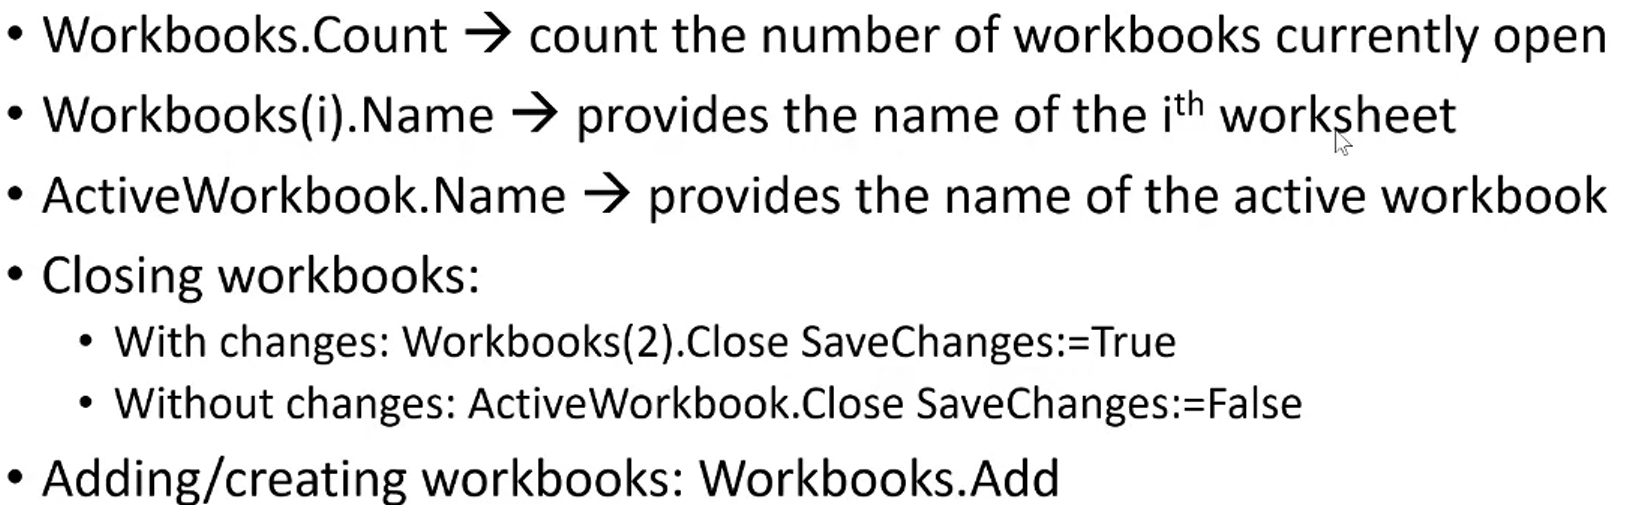 • Workbooks.Count → count the number of workbooks currently open
• Workbooks(i).Name → provides the name of the iᵗʰ worksheet
• ActiveWorkbook.Name → provides the name of the active workbook
• Closing workbooks:
• With changes: Workbooks(2).Close SaveChanges:=True
• Without changes: ActiveWorkbook.Close SaveChanges:=False
• Adding/creating workbooks: Workbooks.Add